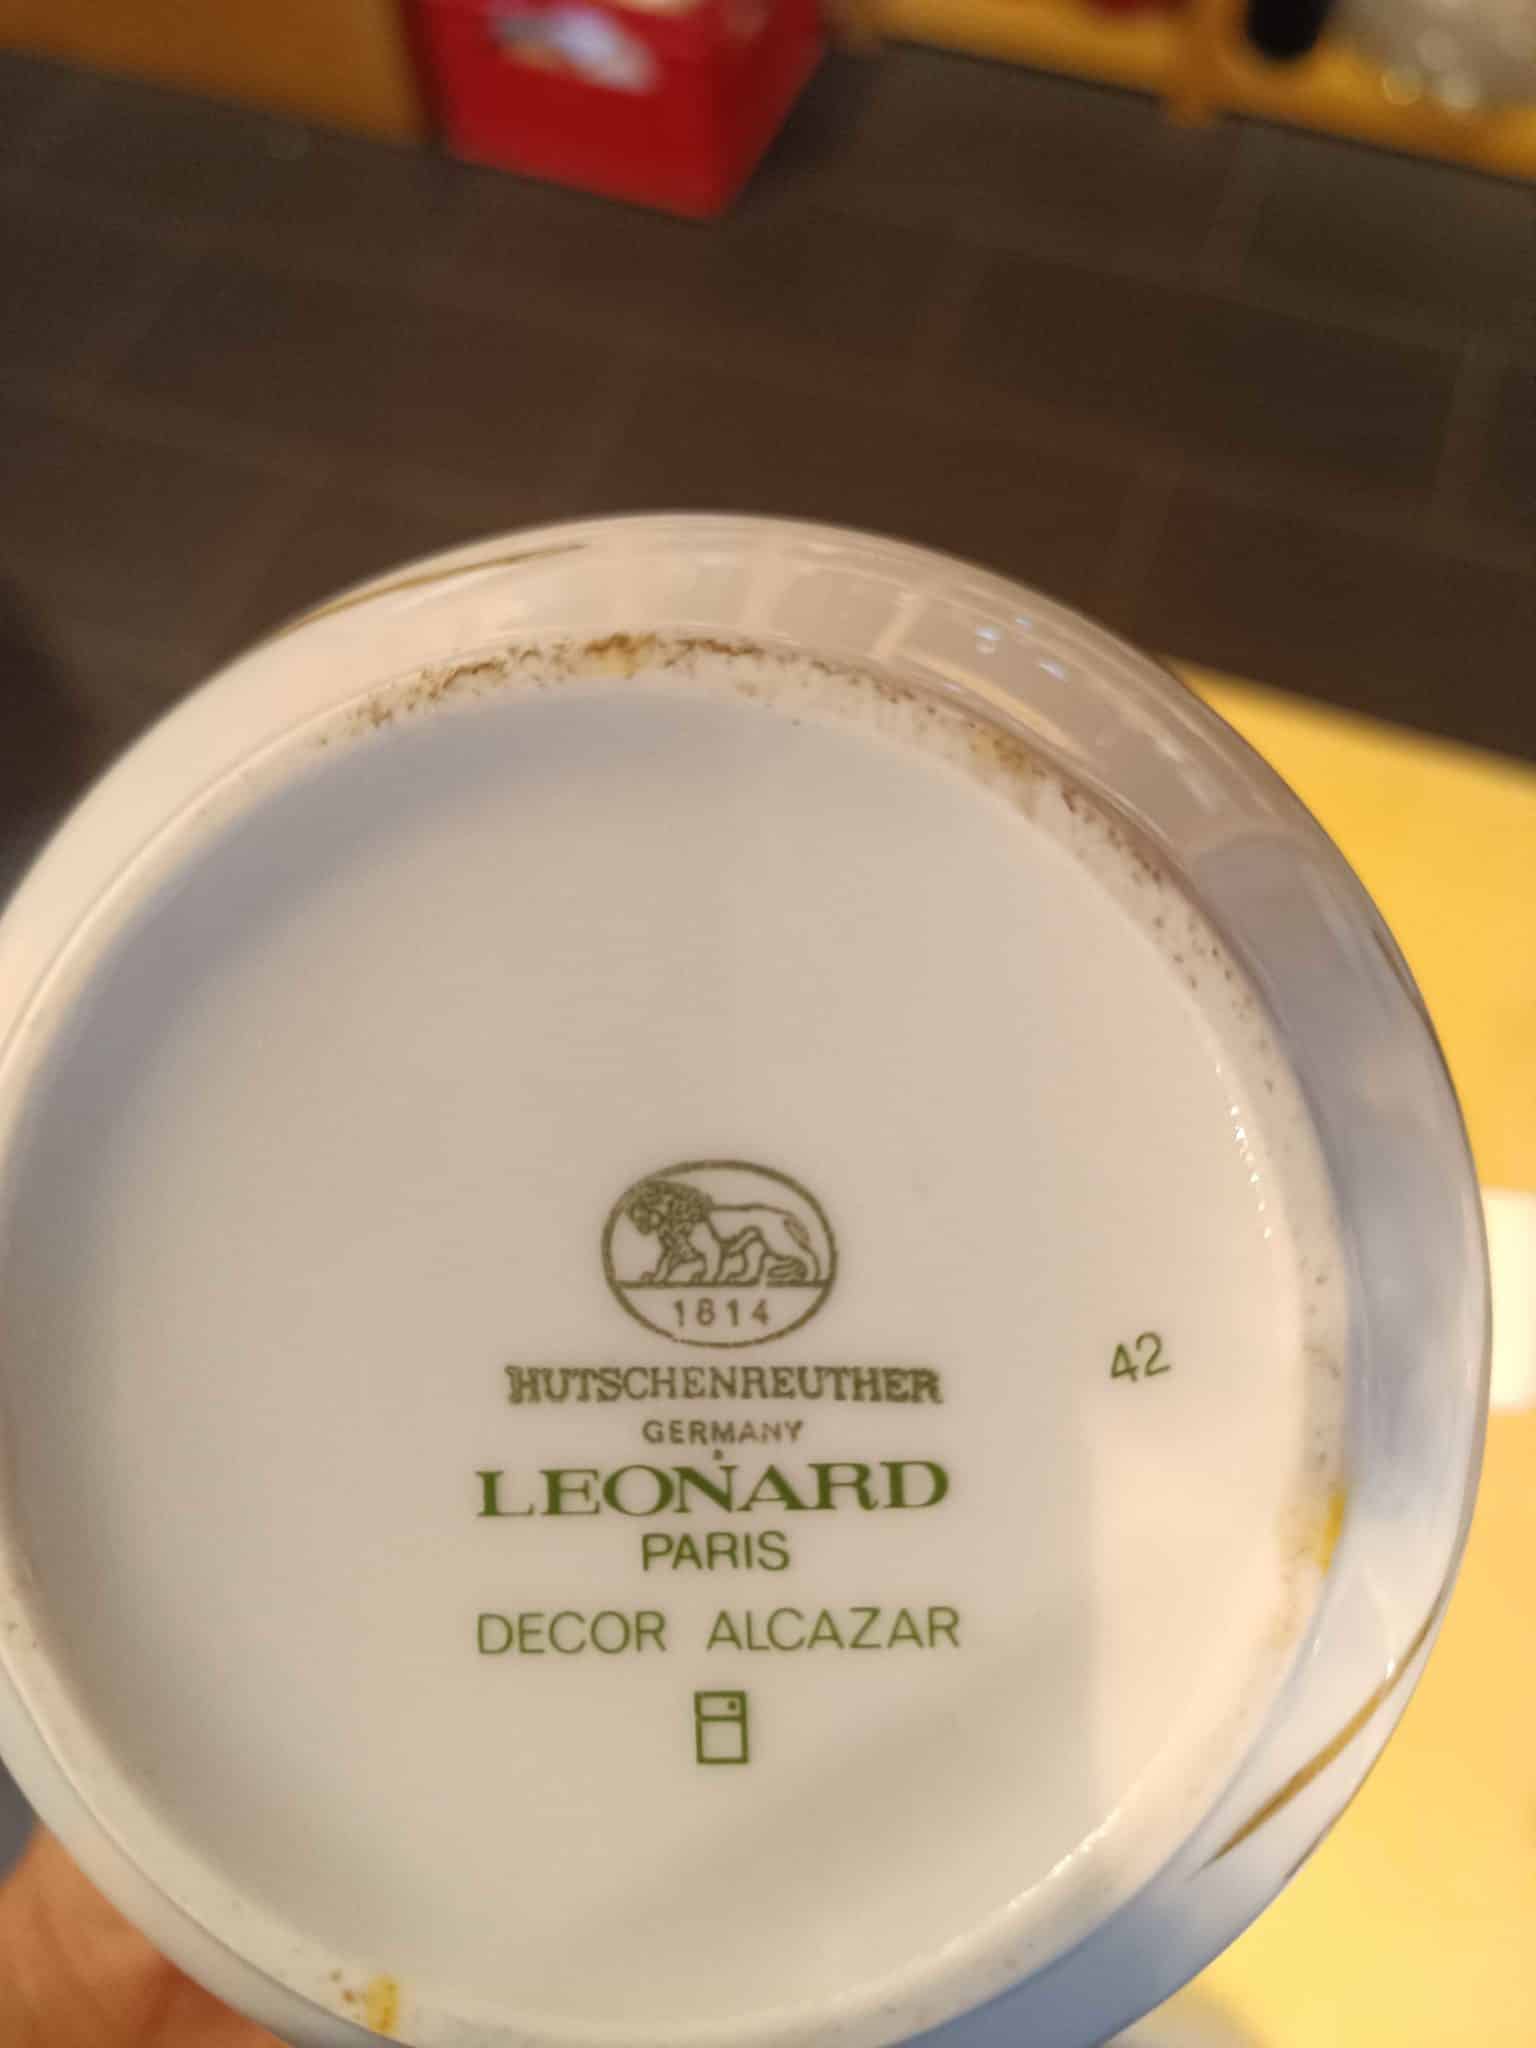 1814
HUTSCHENREUTHER
GERMANY
LEONARD
PARIS
DECOR ALCAZAR
42